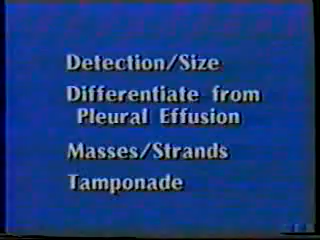 Detection/Size
Differentiate from
Pleural Effusion
Masses/Strands
Tamponade